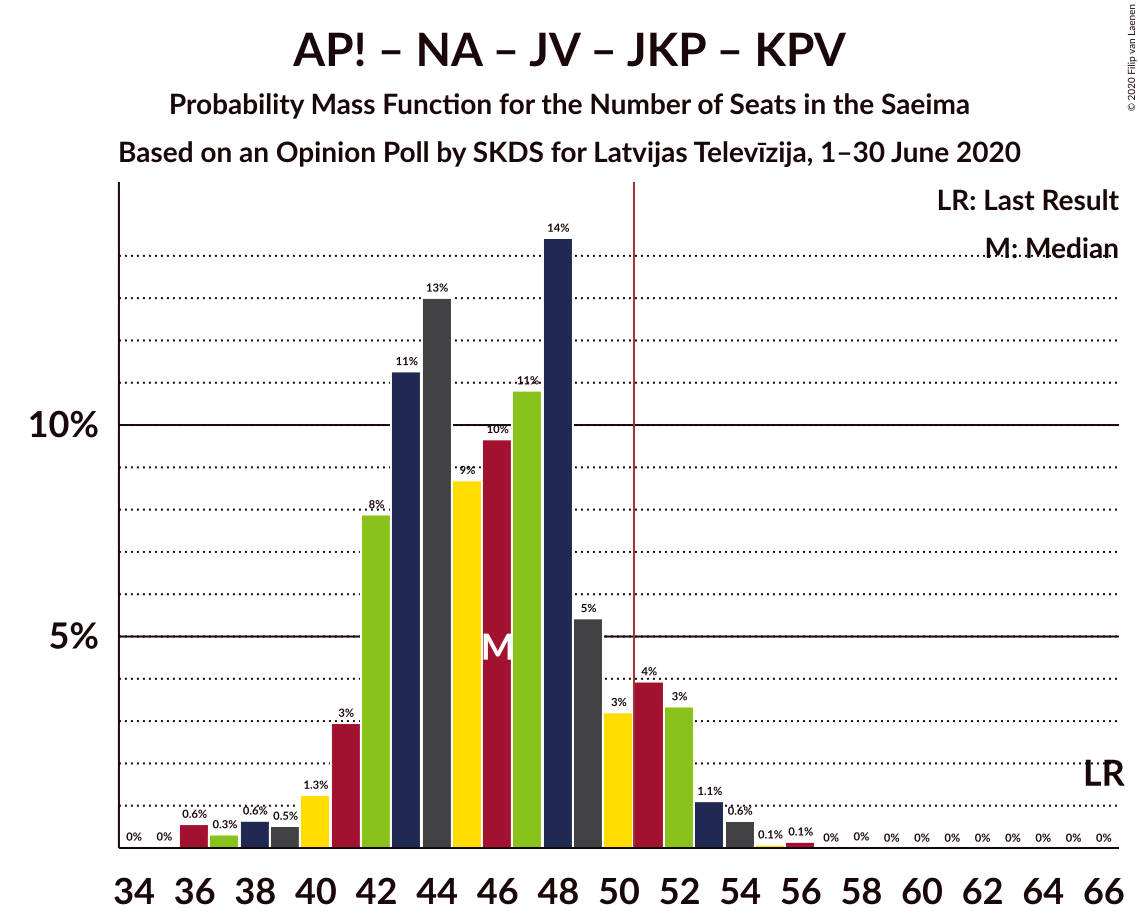 AP! – NA – JV – JKP – KPV
Probability Mass Function for the Number of Seats in the Saeima
Based on an Opinion Poll by SKDS for Latvijas Televīzija, 1–30 June 2020
© 2020 Filip van Laenen
LR: Last Result
M: Median
10%
5%
0% 0% 0.6% 0.3% 0.6% 0.5% 1.3% 3% 8% 11% 13% 9% 10% 11% 14% 5% 3% 4% 3% 1.1% 0.6% 0.1% 0.1% 0% 0% 0% 0% 0% 0% 0% 0% 0% 0%
M
LR
34 36 38 40 42 44 46 48 50 52 54 56 58 60 62 64 66